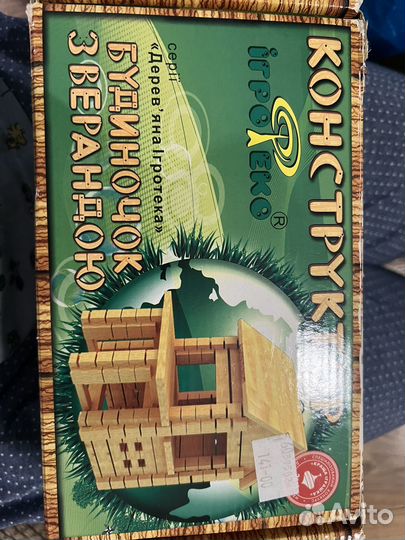 КОНСТРУКТОР
ігротеко®
серії
«Дерев'яна ігротека»
БУДИНОЧОК
З ВЕРАНДОЮ
Avito